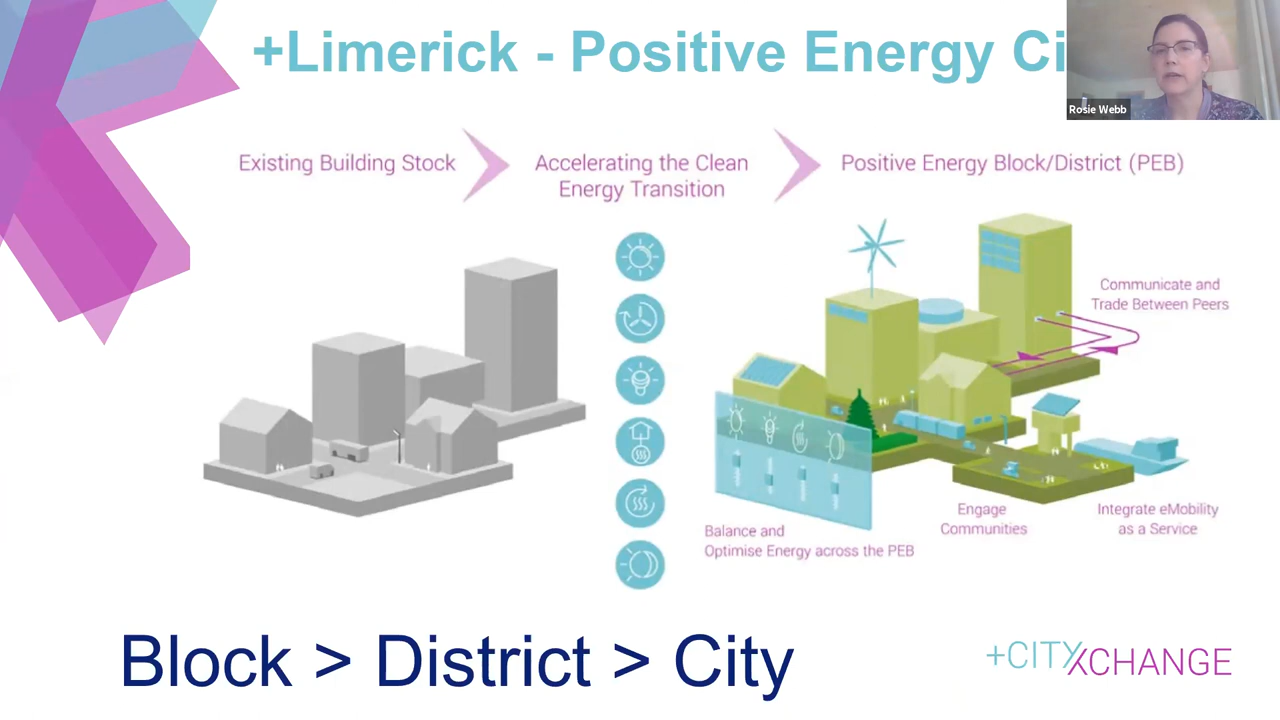 +Limerick - Positive Energy Ci
Rosie Webb
Existing Building Stock
Accelerating the Clean
Energy Transition
Positive Energy Block/District (PEB)
Communicate and
Trade Between Peers
Balance and
Optimise Energy across the PEB
Engage
Communities
Integrate eMobility
as a Service
Block > District > City
+CITYXCHANGE